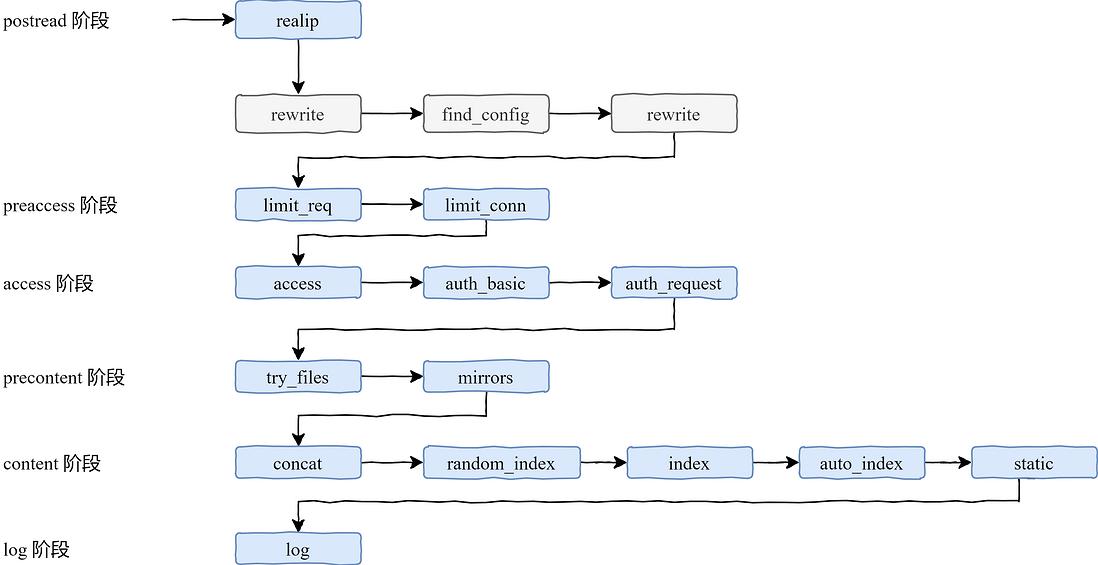 postread 阶段
realip
rewrite
find_config
rewrite
preaccess 阶段
limit_req
limit_conn
access 阶段
access
auth_basic
auth_request
precontent 阶段
try_files
mirrors
content 阶段
concat
random_index
index
auto_index
static
log 阶段
log